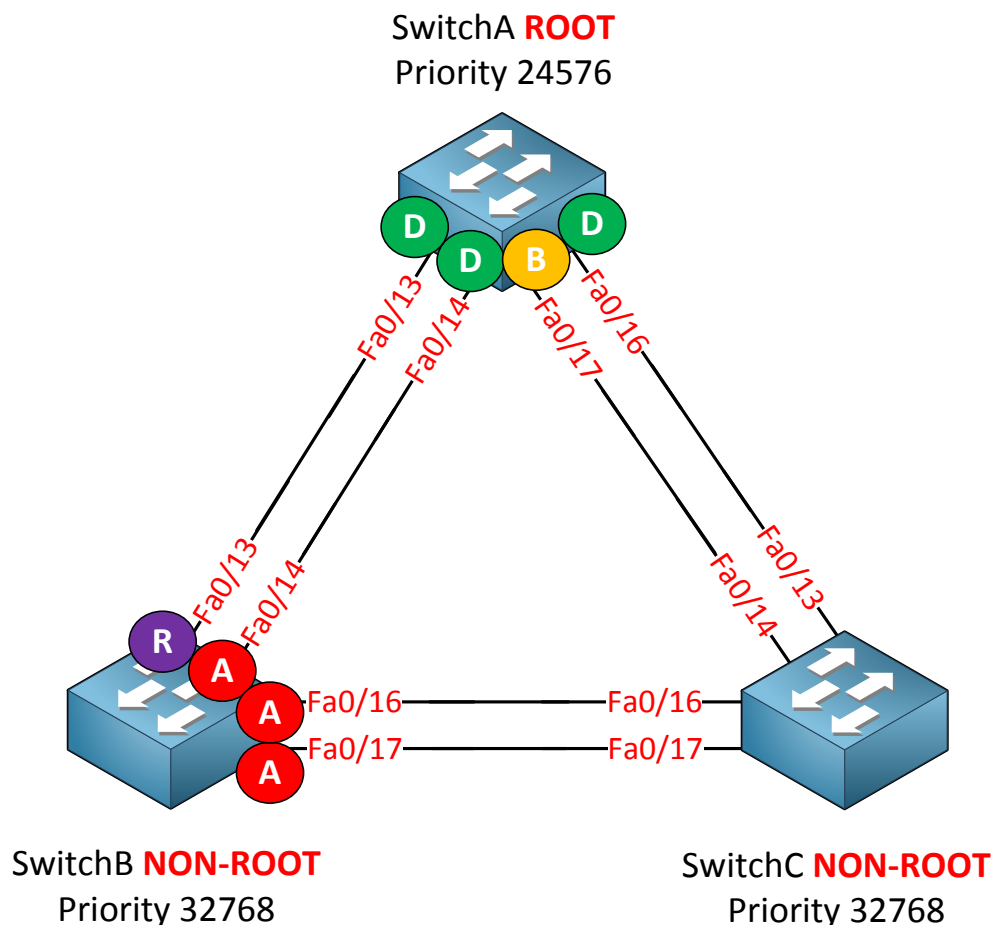 SwitchA ROOT
Priority 24576
D
D
B
D
Fa0/13
Fa0/14
Fa0/17
Fa0/16
Fa0/13
Fa0/14
Fa0/14
Fa0/13
R
A
A
A
Fa0/16
Fa0/16
Fa0/17
Fa0/17
SwitchB NON-ROOT
Priority 32768
SwitchC NON-ROOT
Priority 32768